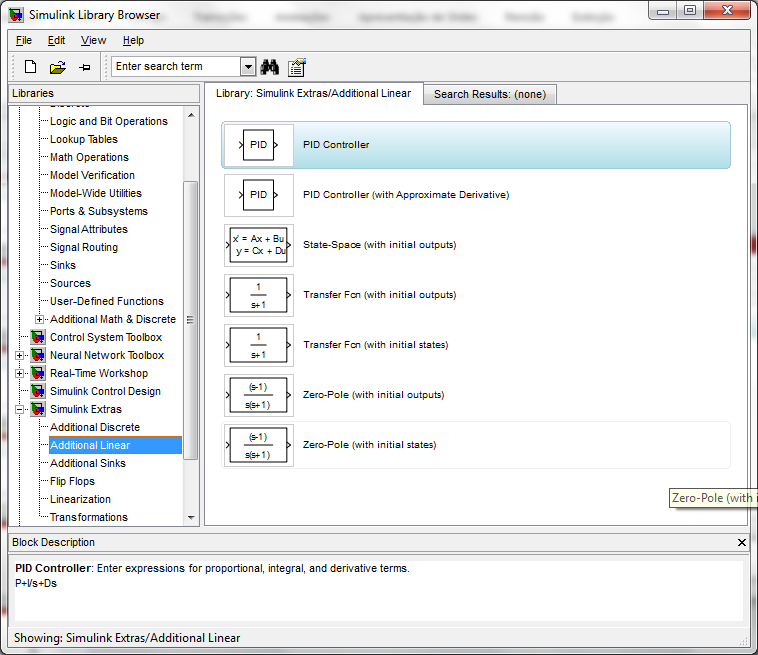 Simulink Library Browser
File Edit View Help
Enter search term
Libraries
Library: Simulink Extras/Additional Linear
Search Results: (none)
Discrete
Logic and Bit Operations
Lookup Tables
Math Operations
Model Verification
Model-Wide Utilities
Ports & Subsystems
Signal Attributes
Signal Routing
Sinks
Sources
User-Defined Functions
Additional Math & Discrete
Control System Toolbox
Neural Network Toolbox
Real-Time Workshop
Simulink Control Design
Simulink Extras
Additional Discrete
Additional Linear
Additional Sinks
Flip Flops
Linearization
Transformations
PID
PID Controller
PID
PID Controller (with Approximate Derivative)
x' = Ax + Bu
y = Cx + Du
State-Space (with initial outputs)
1
s+1
Transfer Fcn (with initial outputs)
1
s+1
Transfer Fcn (with initial states)
(s-1)
s(s+1)
Zero-Pole (with initial outputs)
(s-1)
s(s+1)
Zero-Pole (with initial states)
Zero-Pole (with i
Block Description
PID Controller: Enter expressions for proportional, integral, and derivative terms.
P+I/s+Ds
Showing: Simulink Extras/Additional Linear